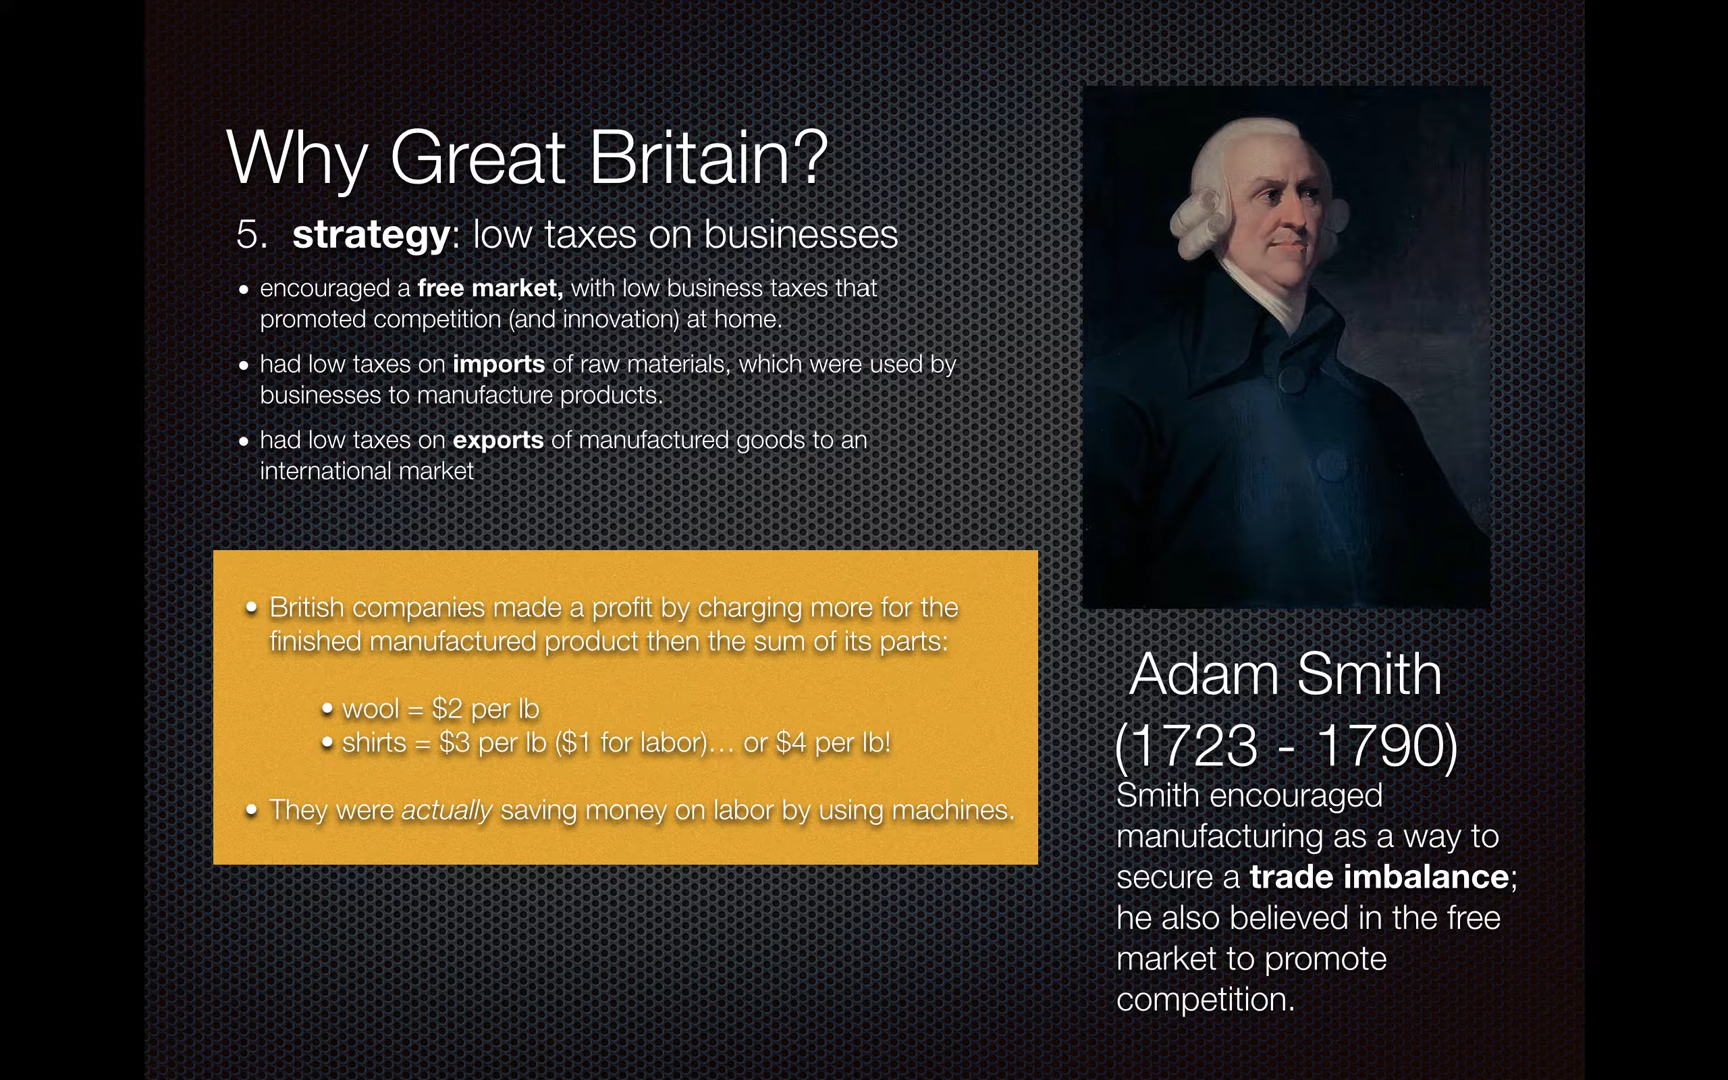 Why Great Britain?
5. strategy: low taxes on businesses
• encouraged a free market, with low business taxes that
promoted competition (and innovation) at home.
• had low taxes on imports of raw materials, which were used by
businesses to manufacture products.
• had low taxes on exports of manufactured goods to an
international market
• British companies made a profit by charging more for the
finished manufactured product then the sum of its parts:
• wool = $2 per lb
• shirts = $3 per lb ($1 for labor)… or $4 per lb!
• They were actually saving money on labor by using machines.
Adam Smith
(1723 - 1790)
Smith encouraged
manufacturing as a way to
secure a trade imbalance;
he also believed in the free
market to promote
competition.